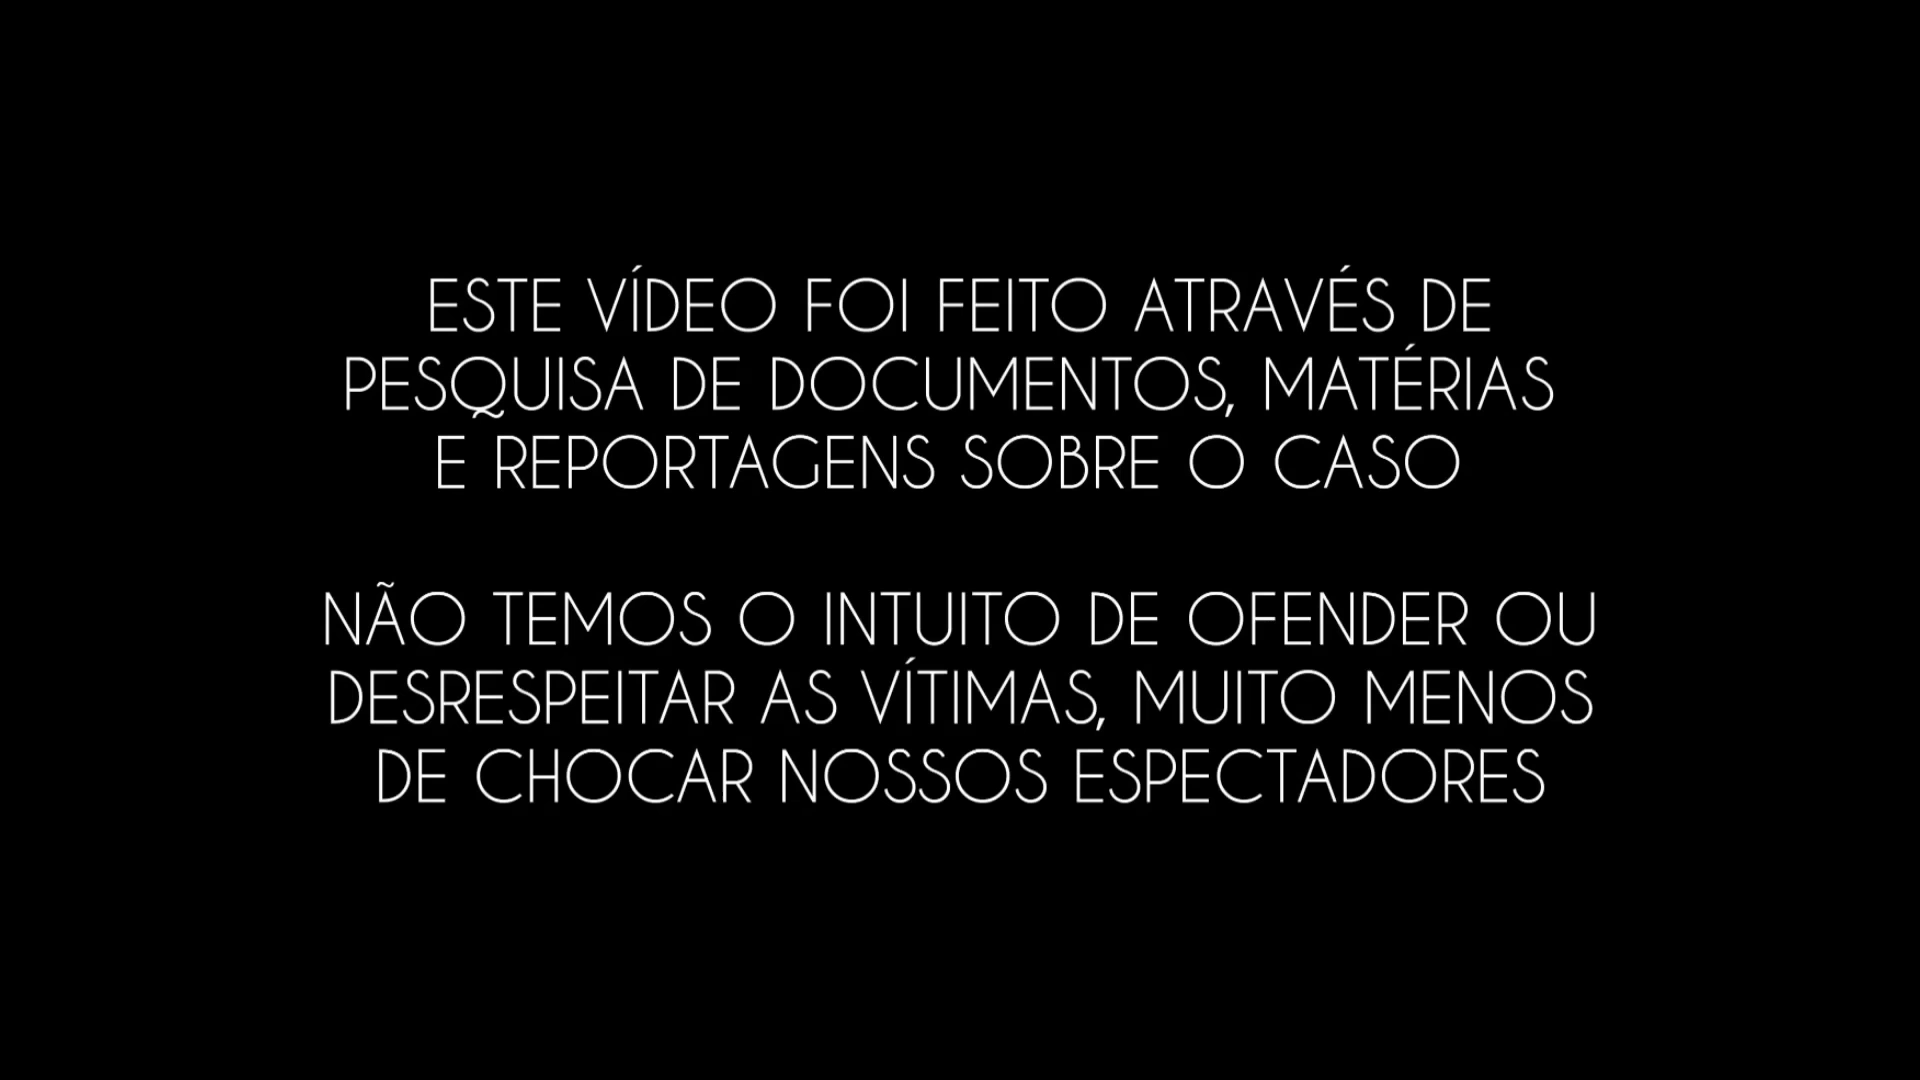 ESTE VÍDEO FOI FEITO ATRAVÉS DE
PESQUISA DE DOCUMENTOS, MATÉRIAS
E REPORTAGENS SOBRE O CASO
NÃO TEMOS O INTUITO DE OFENDER OU
DESRESPEITAR AS VÍTIMAS, MUITO MENOS
DE CHOCAR NOSSOS ESPECTADORES